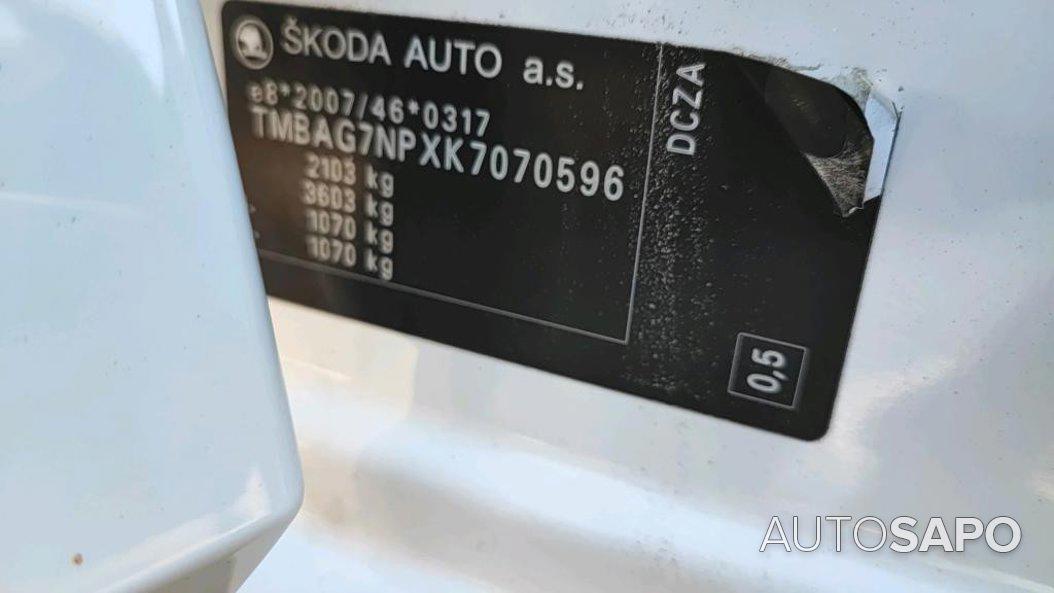 ŠKODA AUTO a.s.
e8*2007/46*0317
TMBAG7NPXK7070596
2103 kg
3603 kg
1070 kg
1070 kg
DCZA
0,5
AUTOSAPO